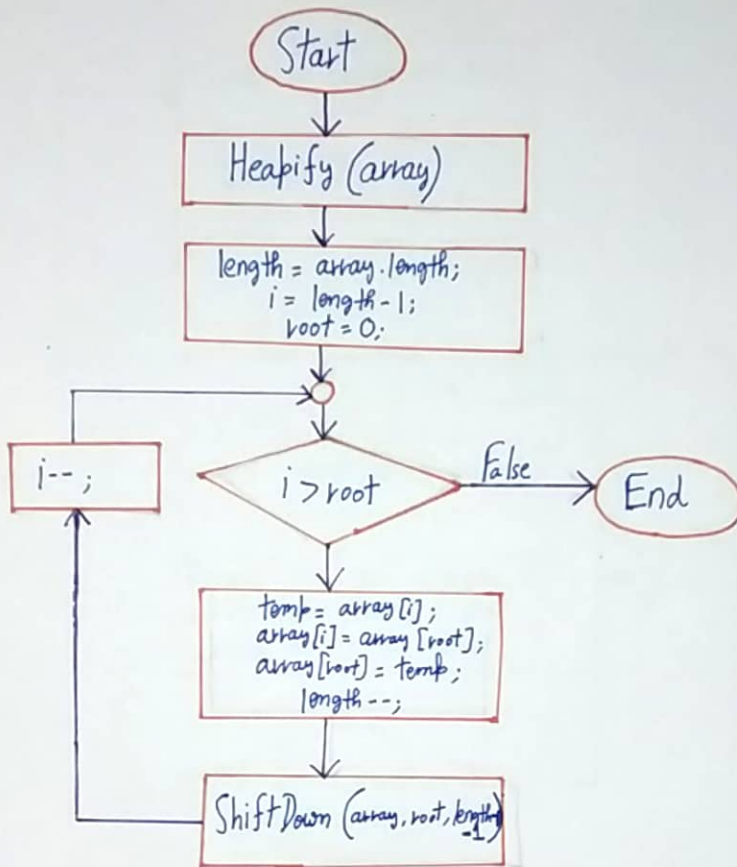 Start
Heapify (array)
length = array.length;
i = length-1;
root = 0;
i--;
i > root
False
End
temp = array[i];
array[i] = array [root];
array[root] = temp;
length--;
ShiftDown (array, root, length
-1)